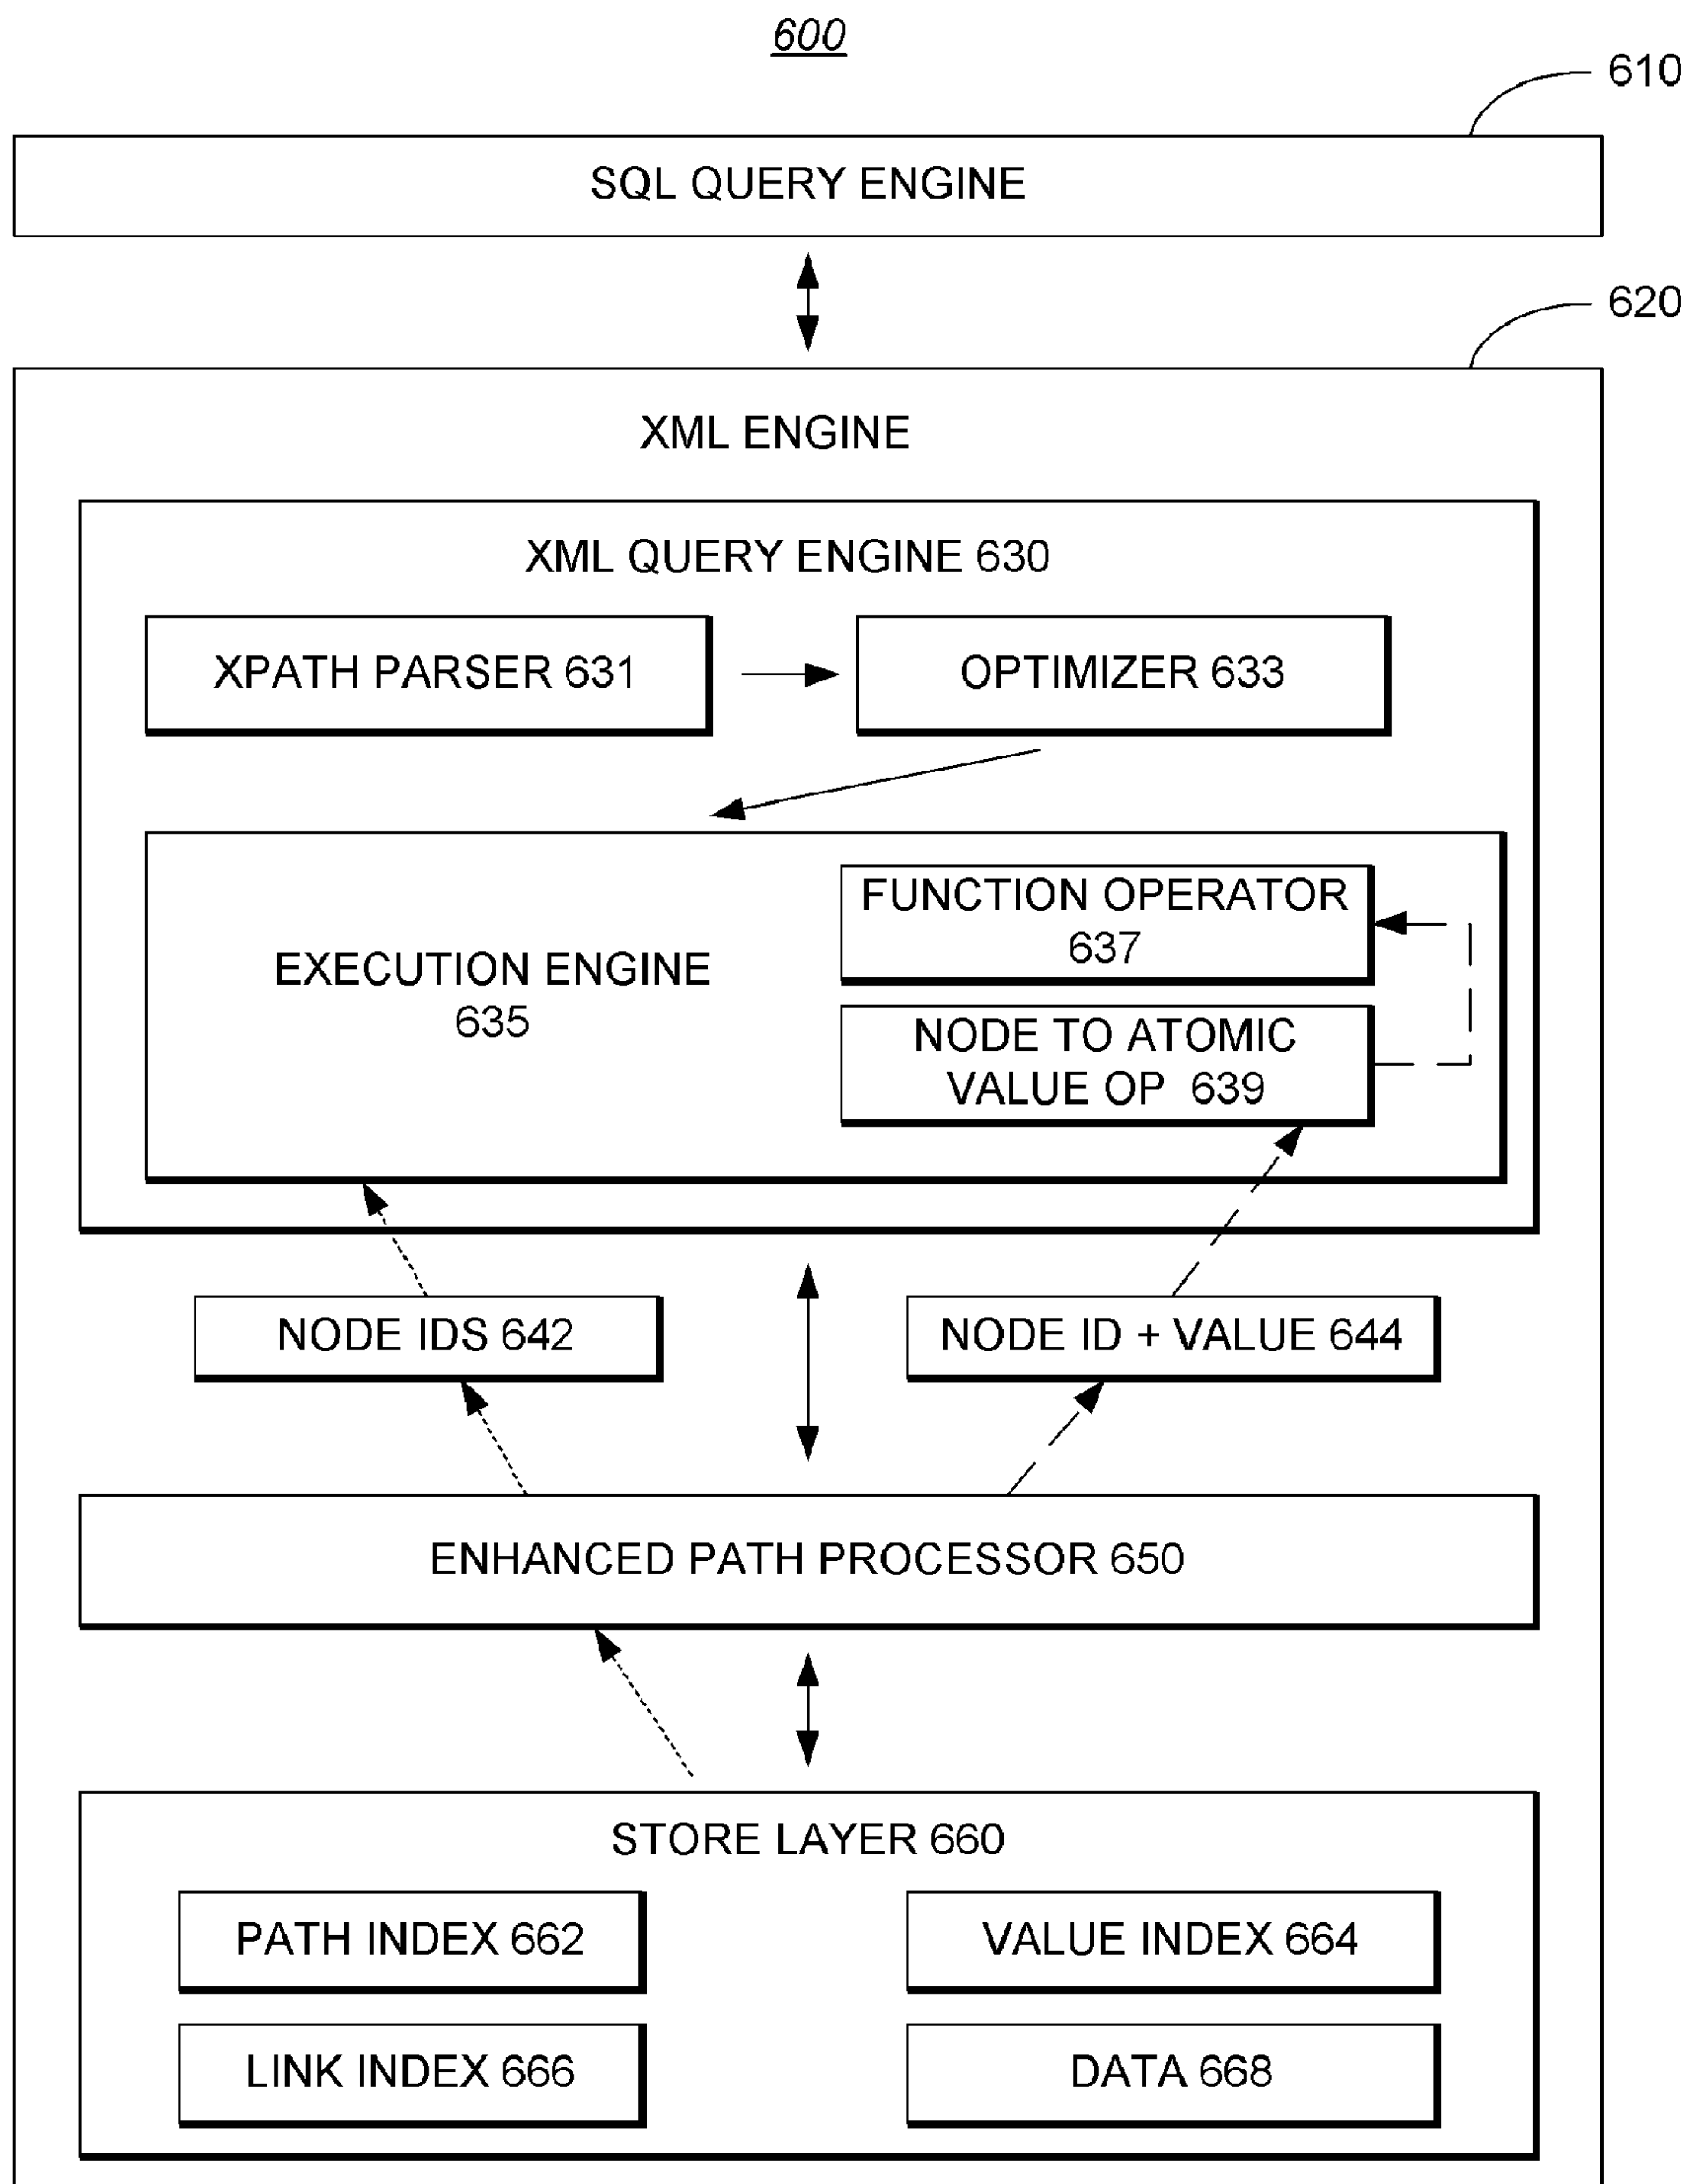 600
610
SQL QUERY ENGINE
620
XML ENGINE
XML QUERY ENGINE 630
XPATH PARSER 631
OPTIMIZER 633
FUNCTION OPERATOR
637
EXECUTION ENGINE
635
NODE TO ATOMIC
VALUE OP 639
NODE IDS 642
NODE ID + VALUE 644
ENHANCED PATH PROCESSOR 650
STORE LAYER 660
PATH INDEX 662
VALUE INDEX 664
LINK INDEX 666
DATA 668